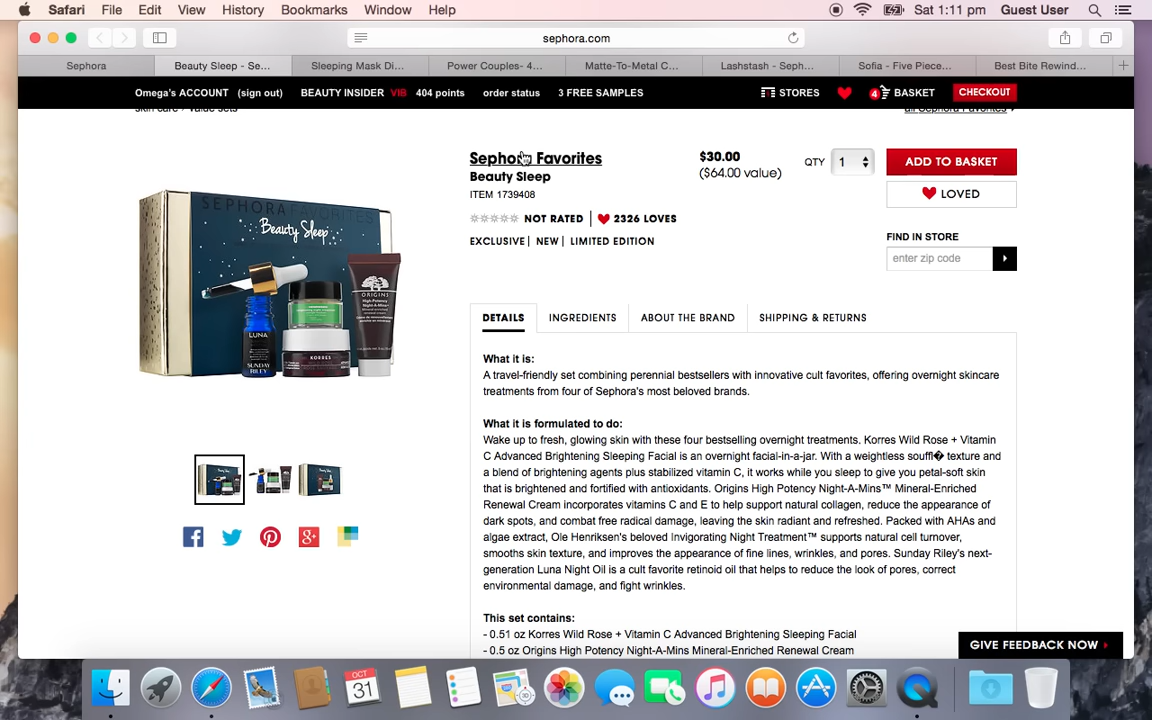 Safari File Edit View History Bookmarks Window Help Sat 1:11 pm Guest User
sephora.com
Sephora Beauty Sleep - Se... Sleeping Mask Di... Power Couples- 4... Matte-To-Metal C... Lashstash - Seph... Sofia - Five Piece... Best Bite Rewind...
Omega's ACCOUNT (sign out) BEAUTY INSIDER VIB 404 points order status 3 FREE SAMPLES STORES 4 BASKET CHECKOUT
skin care value sets all Sephora Favorites
Sephora Favorites $30.00 QTY 1 ADD TO BASKET
Beauty Sleep ($64.00 value)
ITEM 1739408 LOVED
NOT RATED 2326 LOVES
EXCLUSIVE | NEW | LIMITED EDITION FIND IN STORE
enter zip code
SEPHORA FAVORITES
Beauty Sleep
ORIGINS
LUNA
SUNDAY
RILEY
KORRES
DETAILS INGREDIENTS ABOUT THE BRAND SHIPPING & RETURNS
What it is:
A travel-friendly set combining perennial bestsellers with innovative cult favorites, offering overnight skincare
treatments from four of Sephora's most beloved brands.
What it is formulated to do:
Wake up to fresh, glowing skin with these four bestselling overnight treatments. Korres Wild Rose + Vitamin
C Advanced Brightening Sleeping Facial is an overnight facial-in-a-jar. With a weightless souffl� texture and
a blend of brightening agents plus stabilized vitamin C, it works while you sleep to give you petal-soft skin
that is brightened and fortified with antioxidants. Origins High Potency Night-A-Mins™ Mineral-Enriched
Renewal Cream incorporates vitamins C and E to help support natural collagen, reduce the appearance of
dark spots, and combat free radical damage, leaving the skin radiant and refreshed. Packed with AHAs and
algae extract, Ole Henriksen's beloved Invigorating Night Treatment™ supports natural cell turnover,
smooths skin texture, and improves the appearance of fine lines, wrinkles, and pores. Sunday Riley's next-
generation Luna Night Oil is a cult favorite retinoid oil that helps to reduce the look of pores, correct
environmental damage, and fight wrinkles.
This set contains:
- 0.51 oz Korres Wild Rose + Vitamin C Advanced Brightening Sleeping Facial
- 0.5 oz Origins High Potency Night-A-Mins Mineral-Enriched Renewal Cream
GIVE FEEDBACK NOW
OCT
31